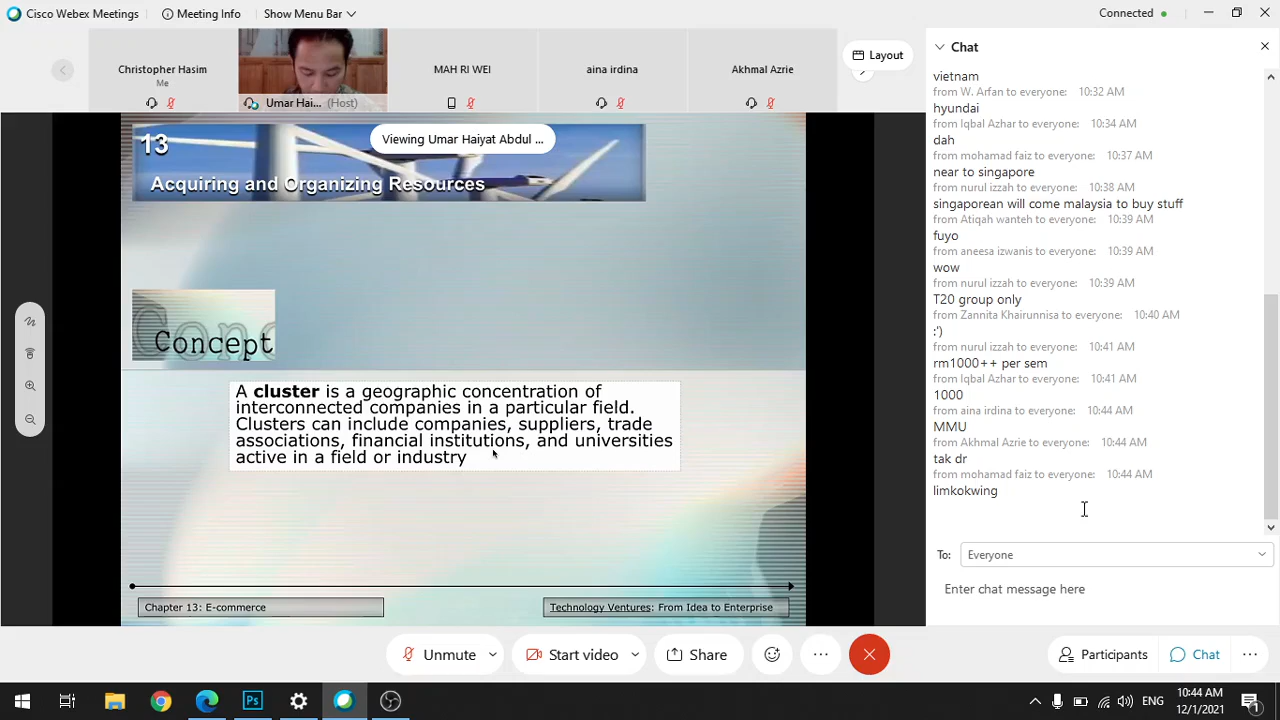 Cisco Webex Meetings
Meeting Info
Show Menu Bar
Connected
Christopher Hasim
Me
Umar Hai... (Host)
MAH RI WEI
aina irdina
Akhmal Azrie
Layout
Viewing Umar Haiyat Abdul ...
13
Acquiring and Organizing Resources
Concept
A cluster is a geographic concentration of
interconnected companies in a particular field.
Clusters can include companies, suppliers, trade
associations, financial institutions, and universities
active in a field or industry
Chapter 13: E-commerce
Technology Ventures: From Idea to Enterprise
Chat
vietnam
from W. Arfan to everyone: 10:32 AM
hyundai
from Iqbal Azhar to everyone: 10:34 AM
dah
from mohamad faiz to everyone: 10:37 AM
near to singapore
from nurul izzah to everyone: 10:38 AM
singaporean will come malaysia to buy stuff
from Atiqah wanteh to everyone: 10:39 AM
fuyo
from aneesa izwanis to everyone: 10:39 AM
wow
from nurul izzah to everyone: 10:39 AM
T20 group only
from Zannita Khairunnisa to everyone: 10:40 AM
:')
from nurul izzah to everyone: 10:41 AM
rm1000++ per sem
from Iqbal Azhar to everyone: 10:41 AM
1000
from aina irdina to everyone: 10:44 AM
MMU
from Akhmal Azrie to everyone: 10:44 AM
tak dr
from mohamad faiz to everyone: 10:44 AM
limkokwing
To: Everyone
Enter chat message here
Unmute
Start video
Share
Participants
Chat
Ps
ENG
10:44 AM
12/1/2021
1